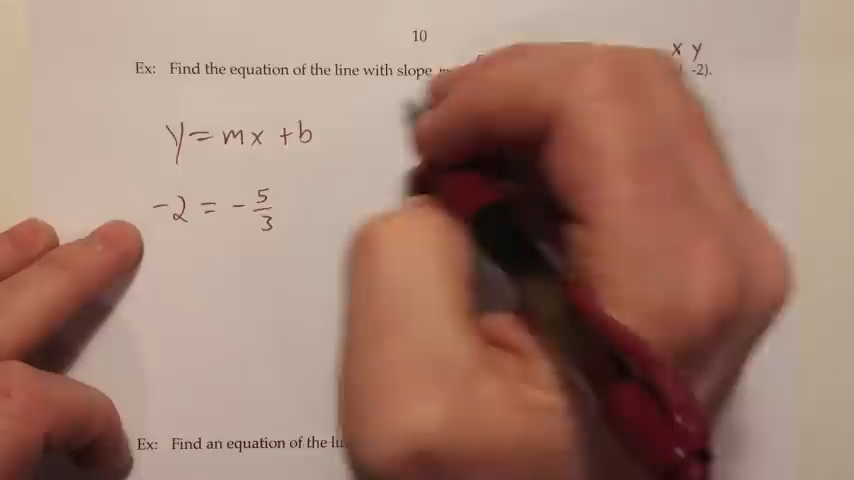 10
x y
Ex: Find the equation of the line with slope -2).
y = mx + b
-2 = - 5/3
Ex: Find an equation of the